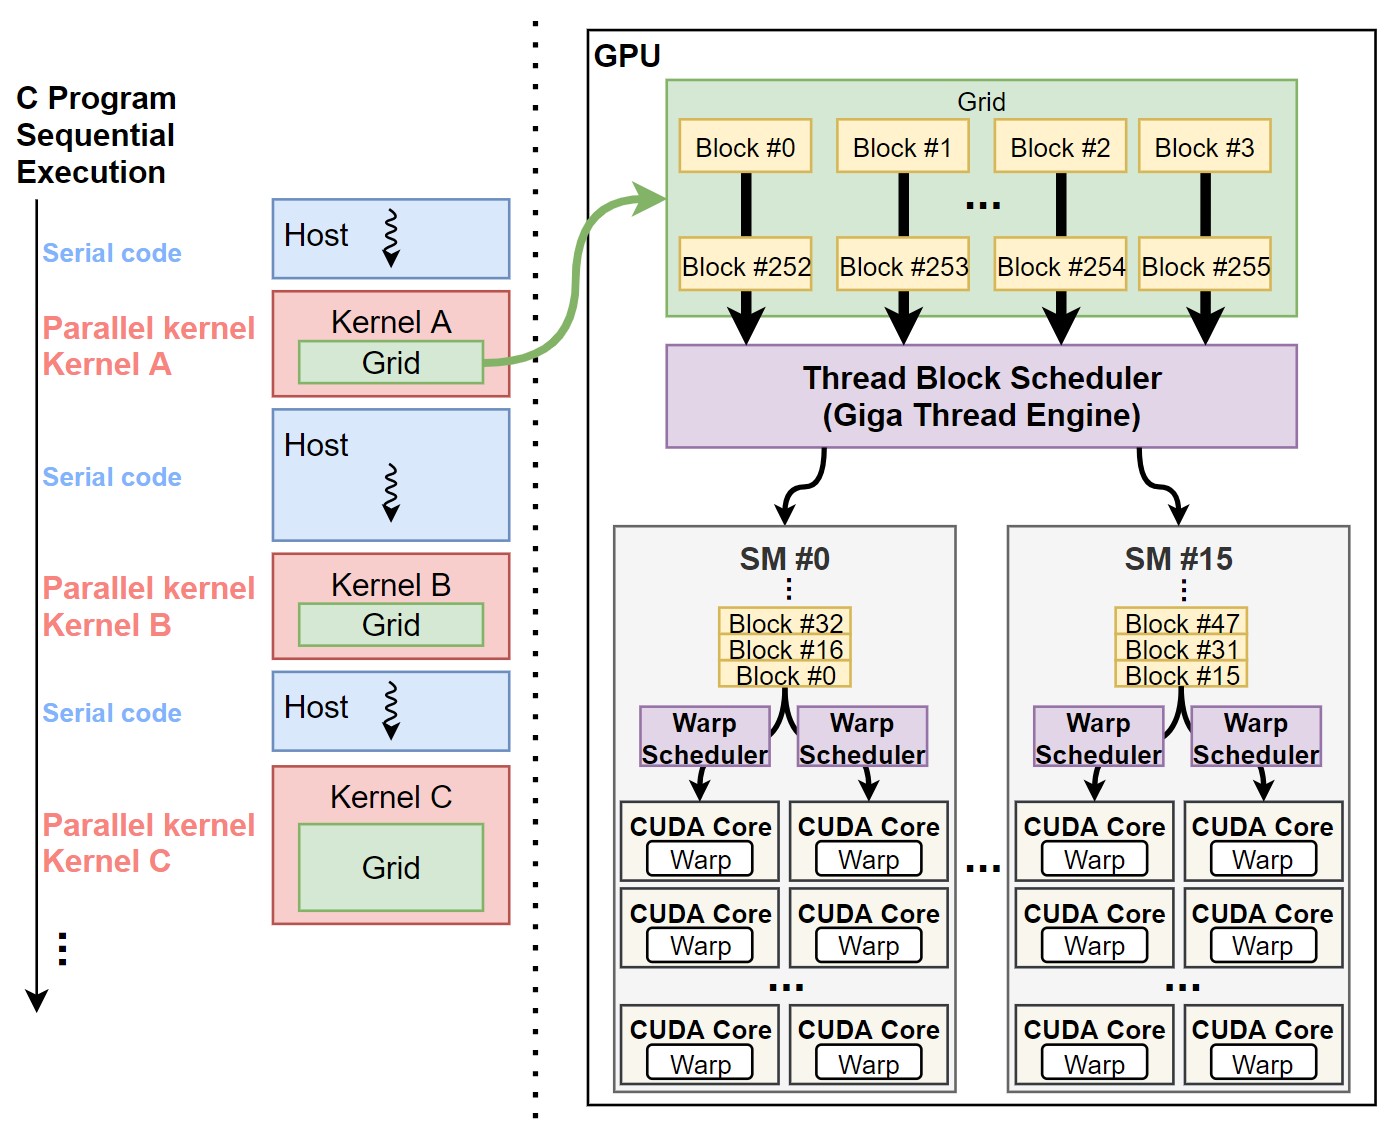 C Program
Sequential
Execution
Serial code
Host
Parallel kernel
Kernel A
Kernel A
Grid
Serial code
Host
Parallel kernel
Kernel B
Kernel B
Grid
Serial code
Host
Parallel kernel
Kernel C
Kernel C
Grid
...
GPU
Grid
Block #0 Block #1 Block #2 Block #3
...
Block #252 Block #253 Block #254 Block #255
Thread Block Scheduler
(Giga Thread Engine)
SM #0
...
Block #32
Block #16
Block #0
Warp
Scheduler
Warp
Scheduler
CUDA Core
Warp
CUDA Core
Warp
CUDA Core
Warp
CUDA Core
Warp
...
CUDA Core
Warp
CUDA Core
Warp
...
SM #15
...
Block #47
Block #31
Block #15
Warp
Scheduler
Warp
Scheduler
CUDA Core
Warp
CUDA Core
Warp
CUDA Core
Warp
CUDA Core
Warp
...
CUDA Core
Warp
CUDA Core
Warp